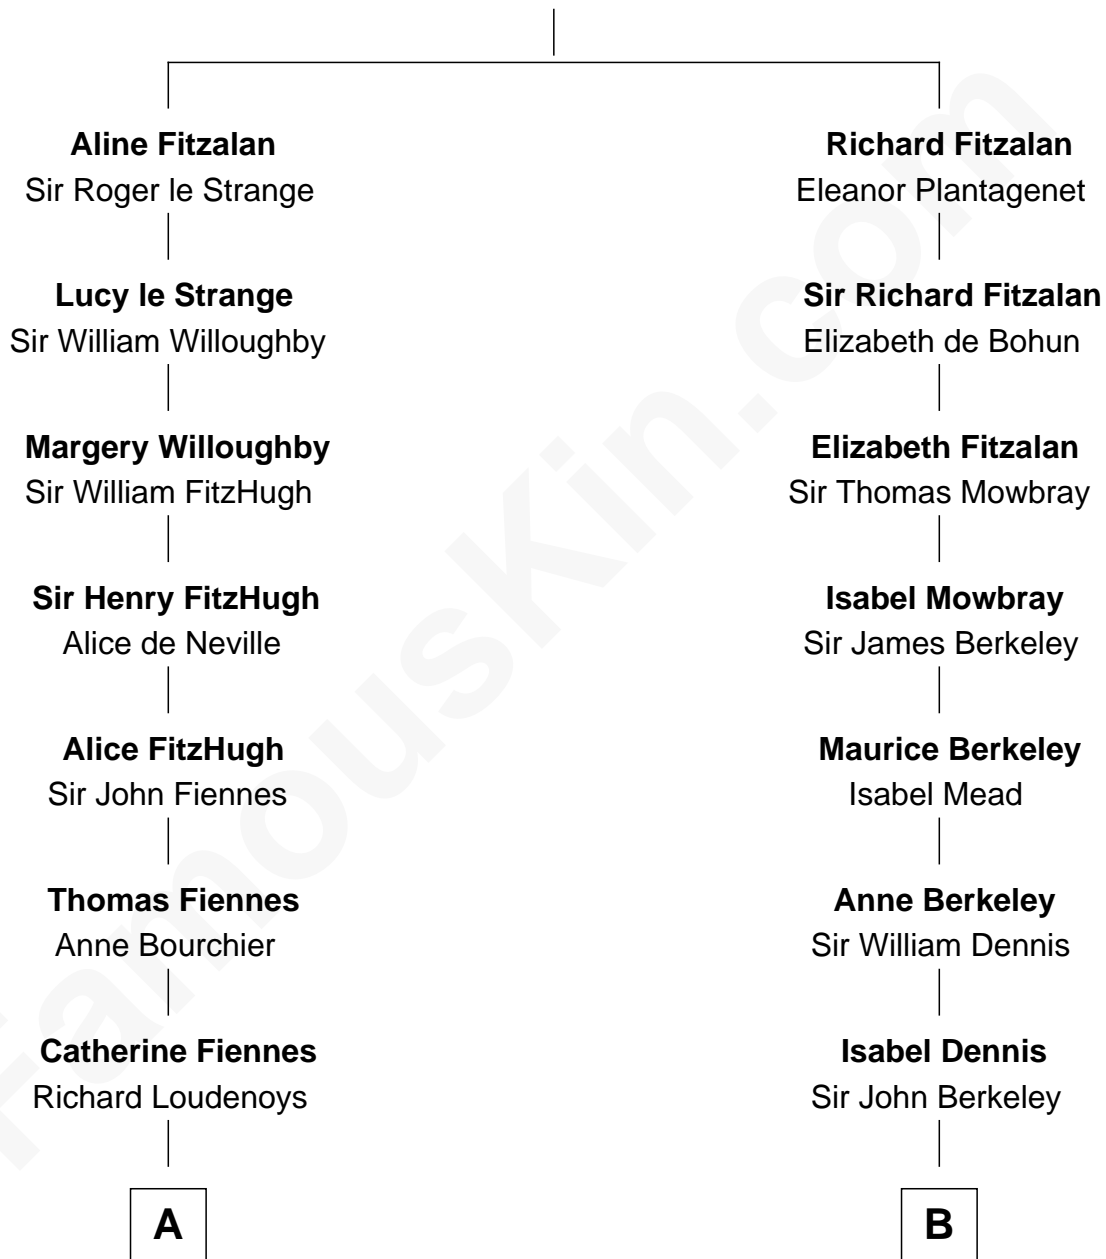 Aline Fitzalan
Sir Roger le Strange
Lucy le Strange
Sir William Willoughby
Margery Willoughby
Sir William FitzHugh
Sir Henry FitzHugh
Alice de Neville
Alice FitzHugh
Sir John Fiennes
Thomas Fiennes
Anne Bourchier
Catherine Fiennes
Richard Loudenoys
A
Richard Fitzalan
Eleanor Plantagenet
Sir Richard Fitzalan
Elizabeth de Bohun
Elizabeth Fitzalan
Sir Thomas Mowbray
Isabel Mowbray
Sir James Berkeley
Maurice Berkeley
Isabel Mead
Anne Berkeley
Sir William Dennis
Isabel Dennis
Sir John Berkeley
B
FamousKin.com